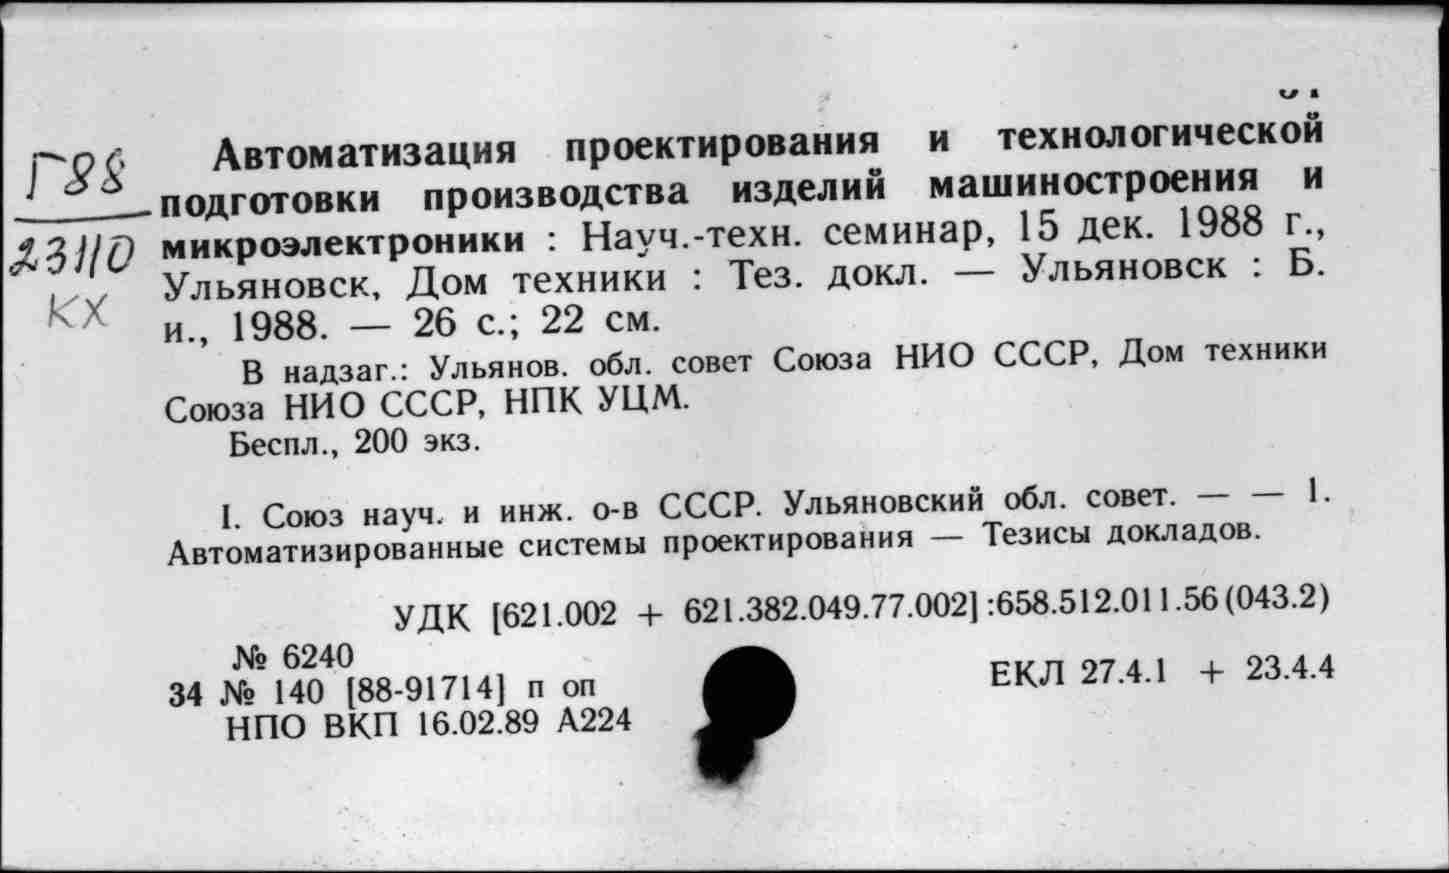 Г88
23110
кх
Автоматизация проектирования и технологической
подготовки производства изделий машиностроения и
микроэлектроники : Науч.-техн. семинар, 15 дек. 1988 г.,
Ульяновск, Дом техники : Тез. докл. — Ульяновск : Б.
и., 1988. — 26 с.; 22 см.
В надзаг.: Ульянов. обл. совет Союза НИО СССР, Дом техники
Союза НИО СССР, НПК УЦМ.
Беспл., 200 экз.
I. Союз науч. и инж. о-в СССР. Ульяновский обл. совет. — — 1.
Автоматизированные системы проектирования — Тезисы докладов.
УДК [621.002 + 621.382.049.77.002]:658.512.011.56(043.2)
№ 6240
34 № 140 [88-91714] п оп
ЕКЛ 27.4.1 + 23.4.4
НПО ВКП 16.02.89 А224